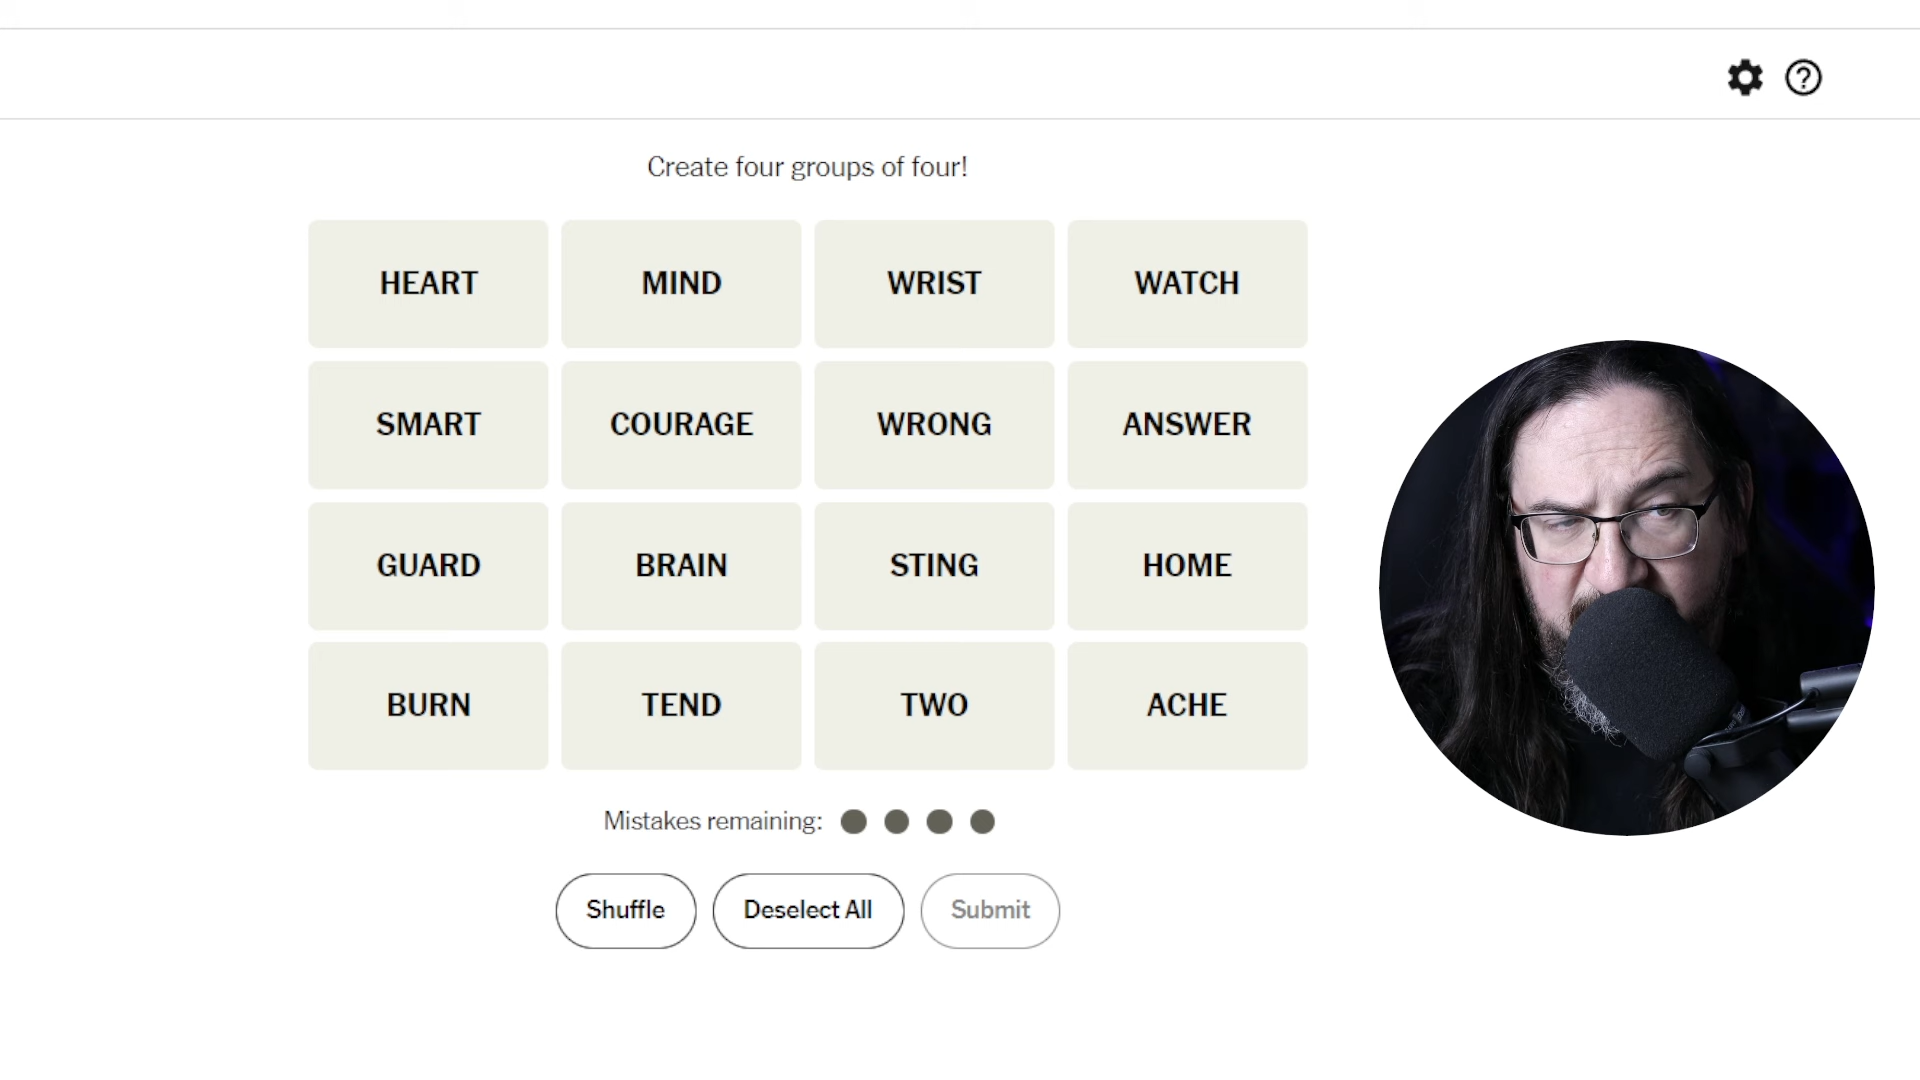 Create four groups of four!
HEART MIND WRIST WATCH
SMART COURAGE WRONG ANSWER
GUARD BRAIN STING HOME
BURN TEND TWO ACHE
Mistakes remaining:
Shuffle Deselect All Submit